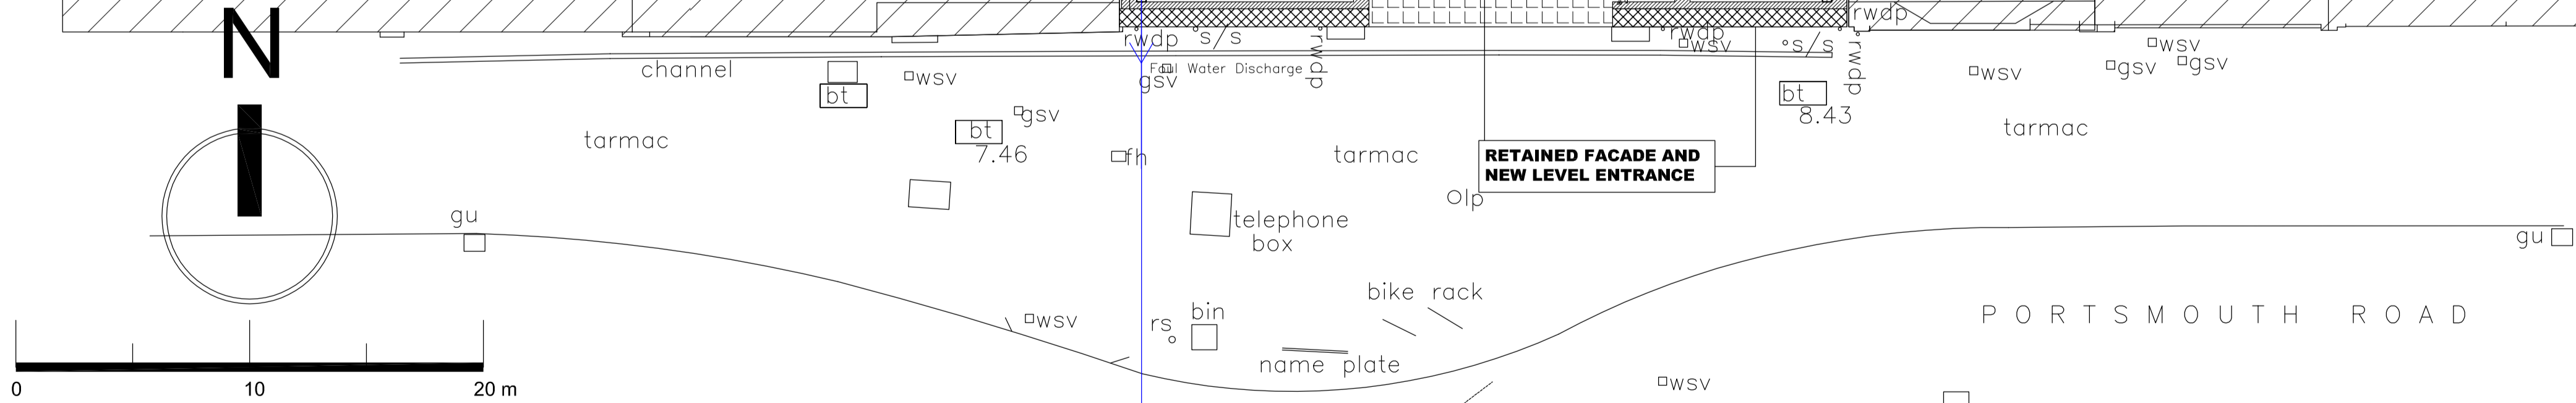 N
rwdp
s/s
rwdp
rwdp
wsv
s/s
rwdp
rwdp
wsv
channel
bt
wsv
Foul Water Discharge
gsv
wsv
gsv
gsv
bt
8.43
gsv
bt
7.46
fh
tarmac
tarmac
tarmac
RETAINED FACADE AND
NEW LEVEL ENTRANCE
lp
gu
telephone
box
gu
bike rack
wsv
rs
bin
PORTSMOUTH ROAD
name plate
wsv
0 10 20 m